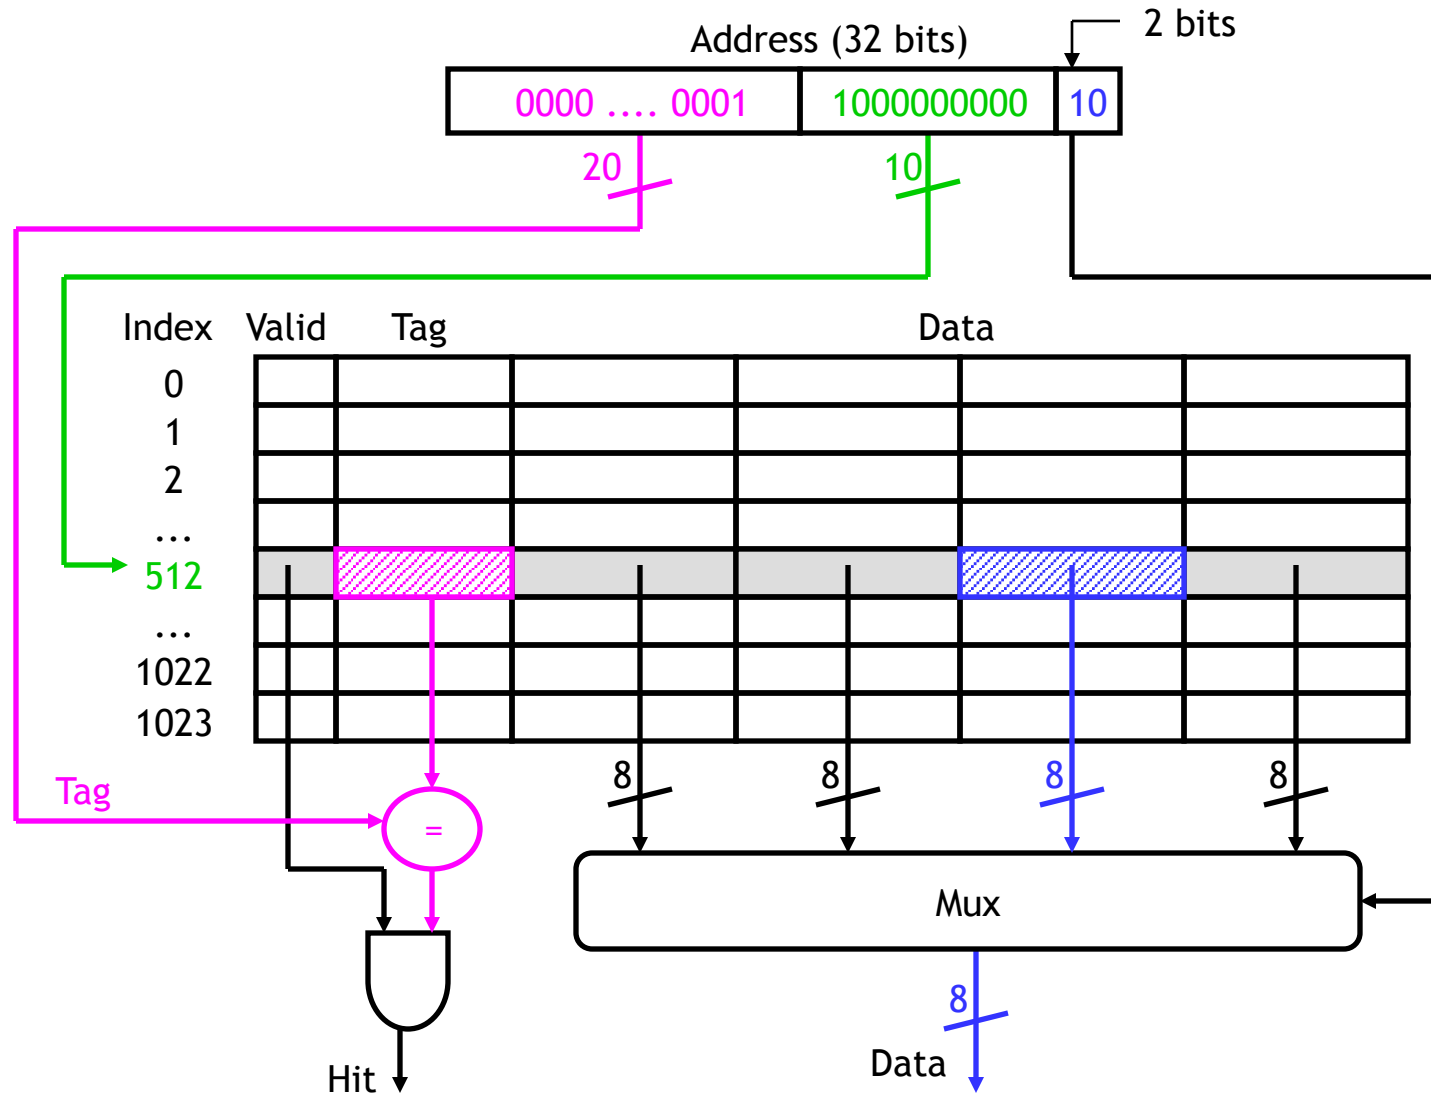 2 bits
Address (32 bits)
0000 .... 0001 1000000000 10
20 10
Index Valid Tag Data
0
1
2
...
512
...
1022
1023
8 8 8 8
Tag
=
Mux
8
Data
Hit